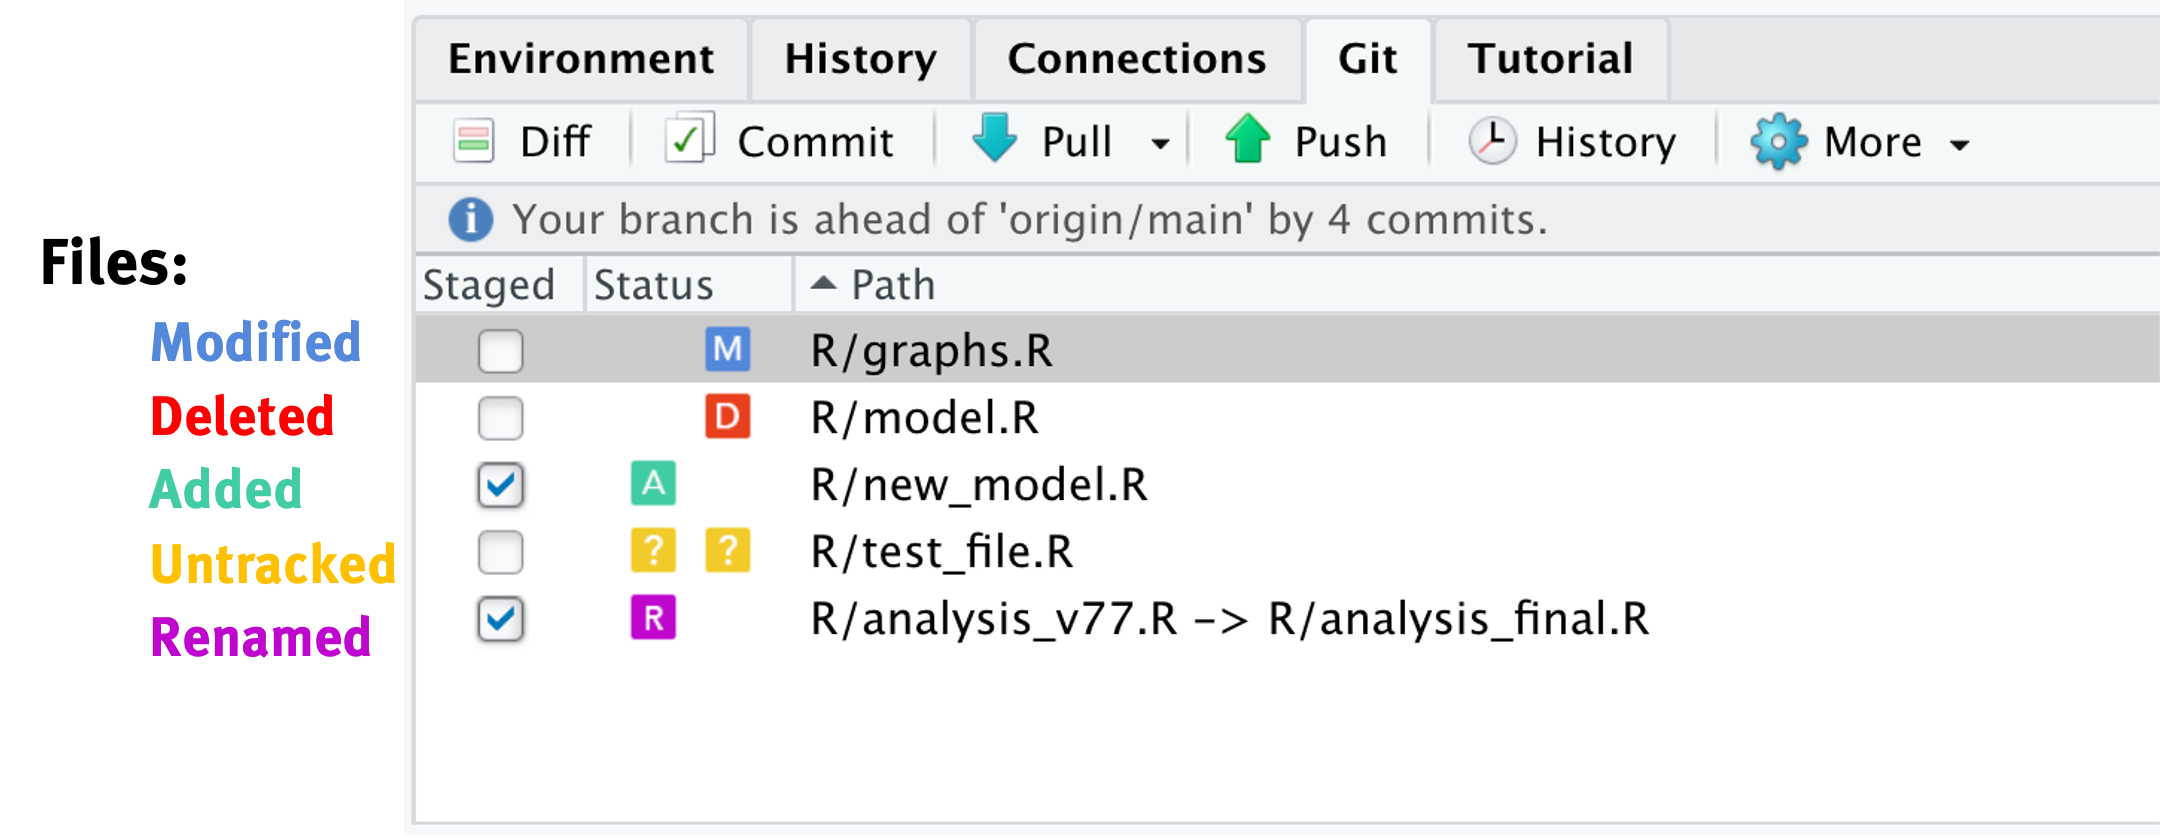 Environment History Connections Git Tutorial
Diff Commit Pull Push History More
Your branch is ahead of 'origin/main' by 4 commits.
Files:
Staged Status Path
Modified
M R/graphs.R
Deleted
D R/model.R
Added
A R/new_model.R
Untracked
? ? R/test_file.R
Renamed
R R/analysis_v77.R -> R/analysis_final.R